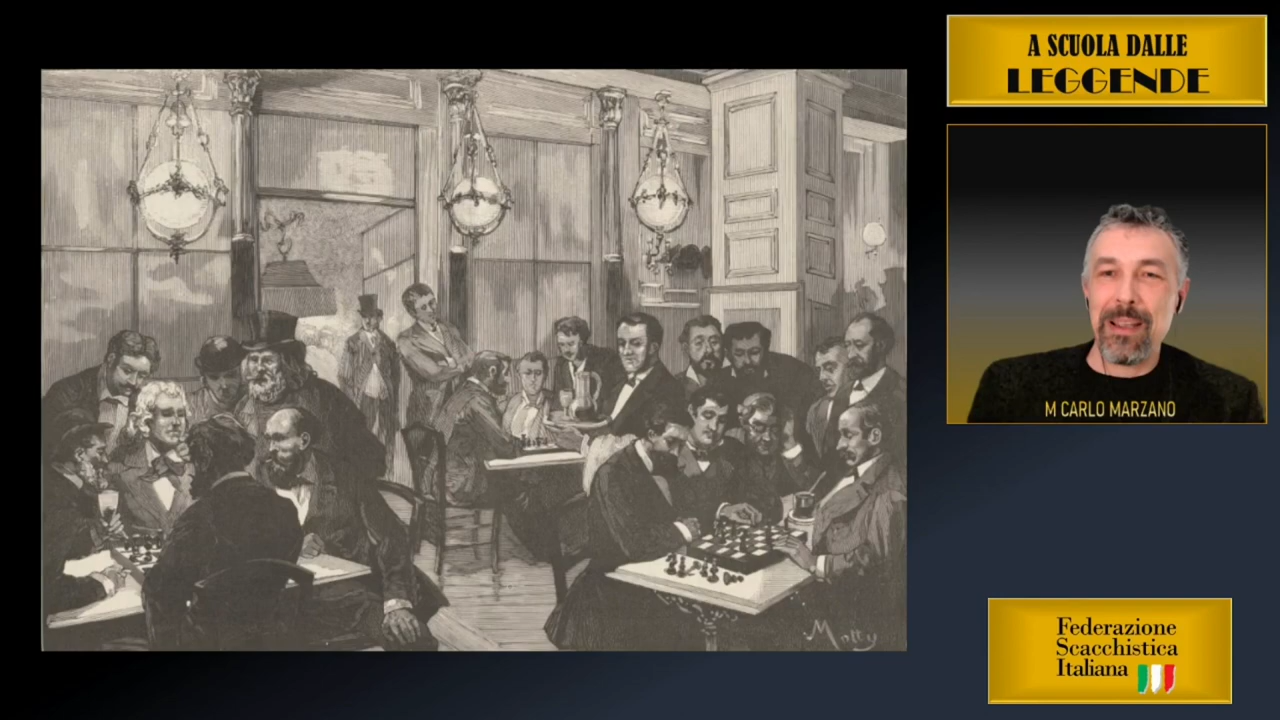 A SCUOLA DALLE
LEGGENDE
M CARLO MARZANO
Federazione
Scacchistica
Italiana
Motty